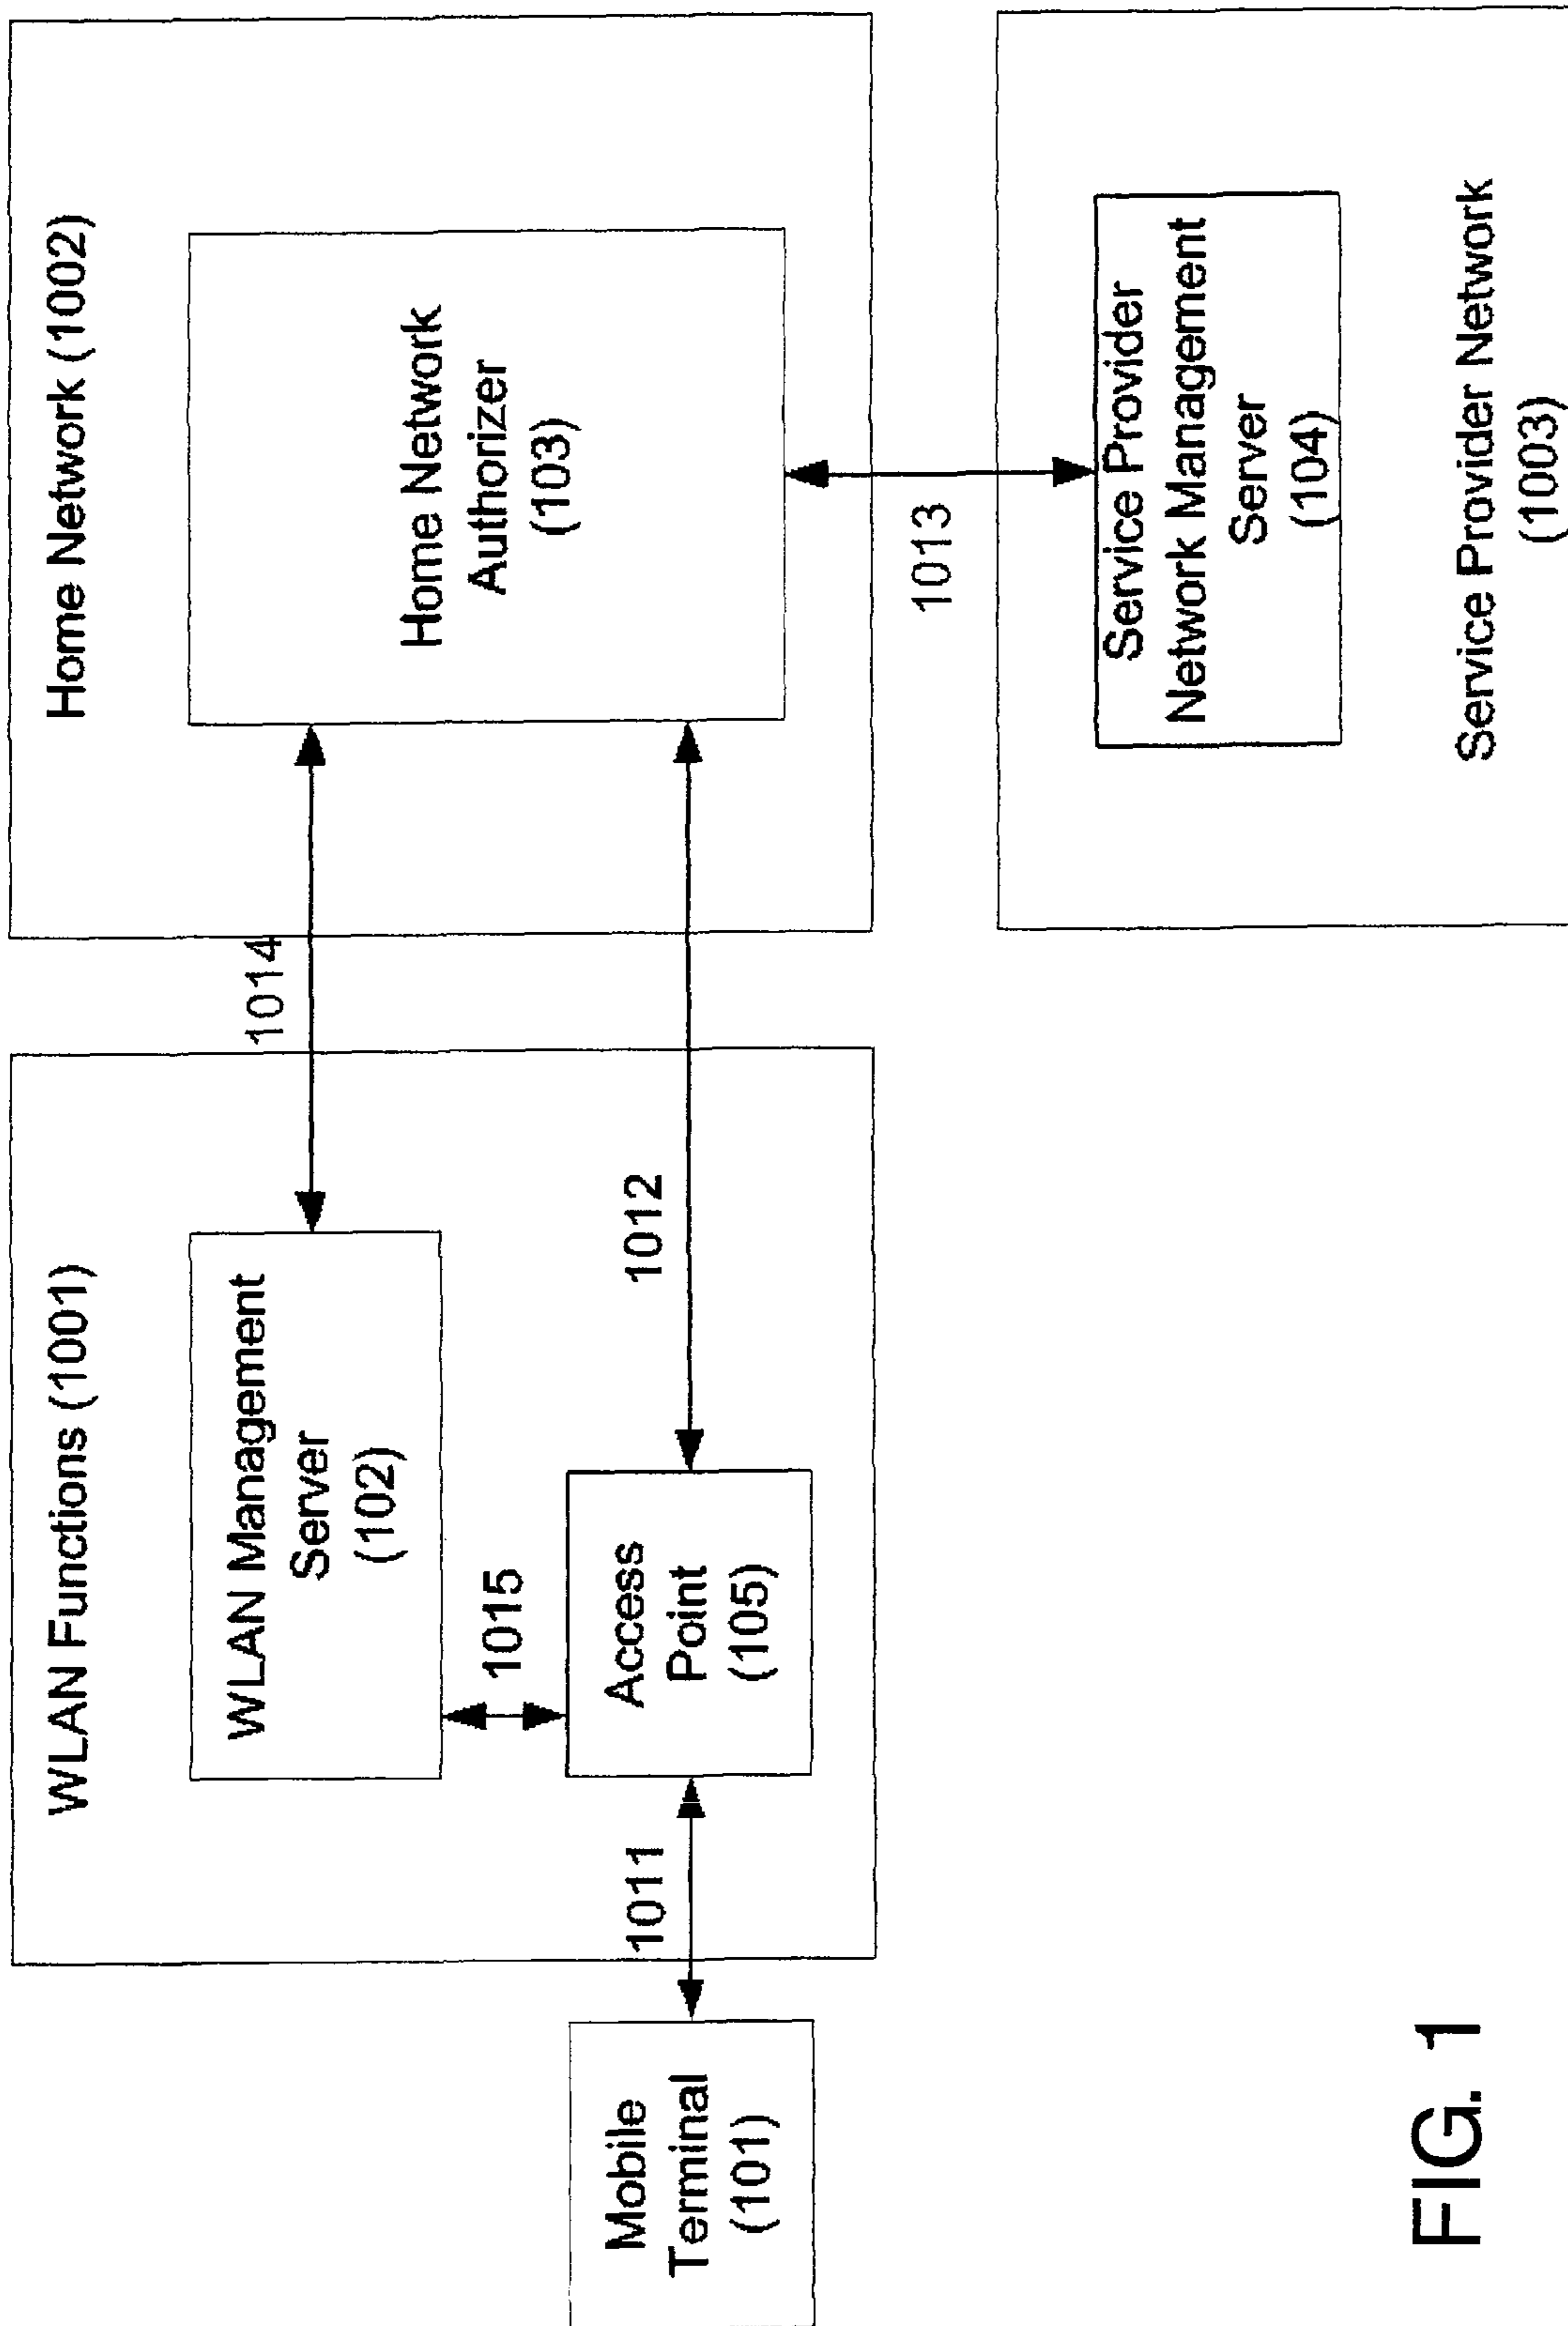 WLAN Functions (1001)
WLAN Management
Server
(102)
1015
Access
Point
(105)
1011
Mobile
Terminal
(101)
1014
1012
Home Network (1002)
Home Network
Authorizer
(103)
1013
Service Provider
Network Management
Server
(104)
Service Provider Network
(1003)
FIG. 1